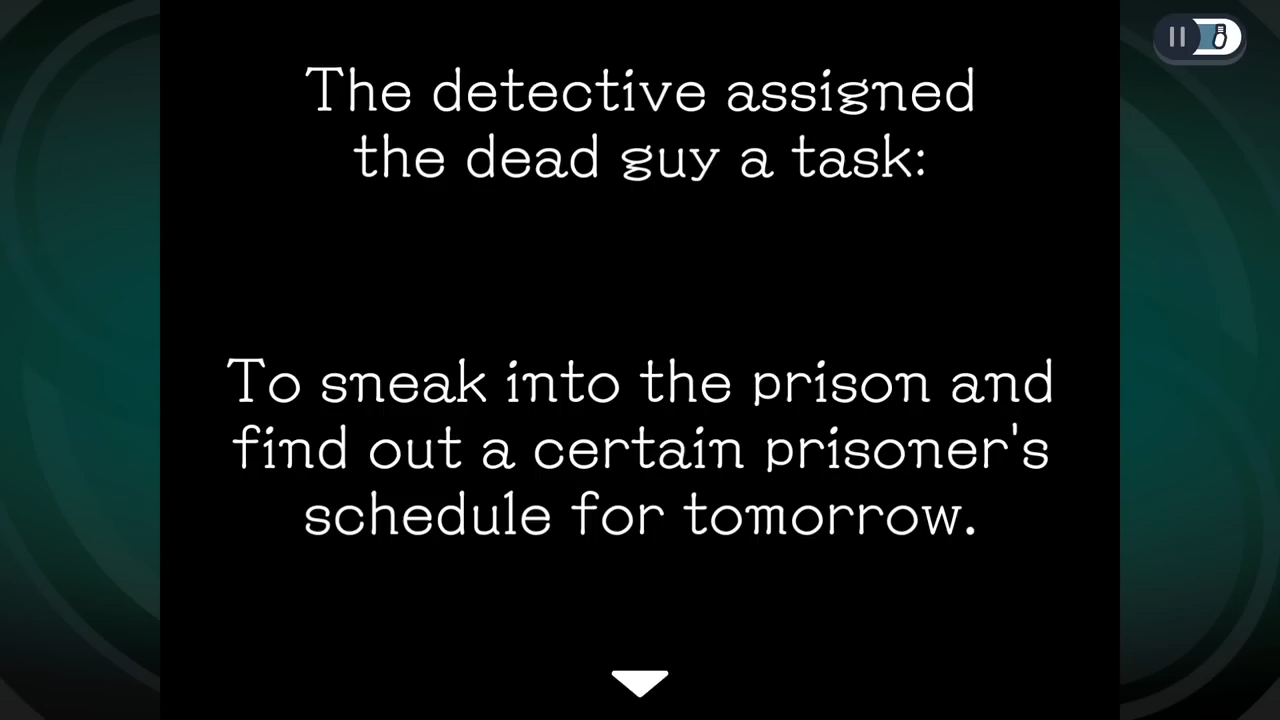 The detective assigned
the dead guy a task:
To sneak into the prison and
find out a certain prisoner's
schedule for tomorrow.